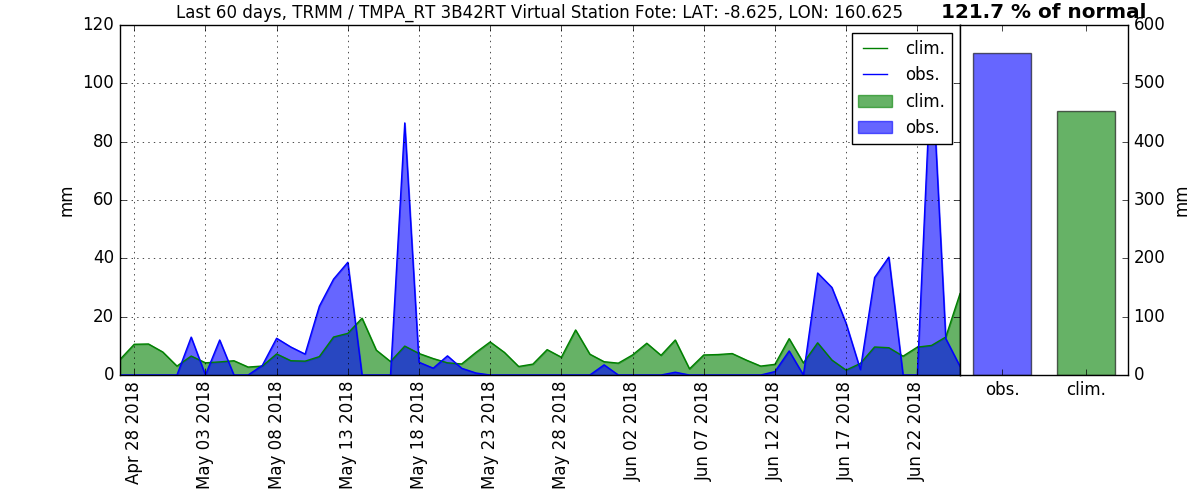 Last 60 days, TRMM / TMPA_RT 3B42RT Virtual Station Fote: LAT: -8.625, LON: 160.625
121.7 % of normal
120
100
80
60
40
20
0
mm
clim.
obs.
clim.
obs.
600
500
400
300
200
100
0
mm
Apr 28 2018
May 03 2018
May 08 2018
May 13 2018
May 18 2018
May 23 2018
May 28 2018
Jun 02 2018
Jun 07 2018
Jun 12 2018
Jun 17 2018
Jun 22 2018
obs.
clim.